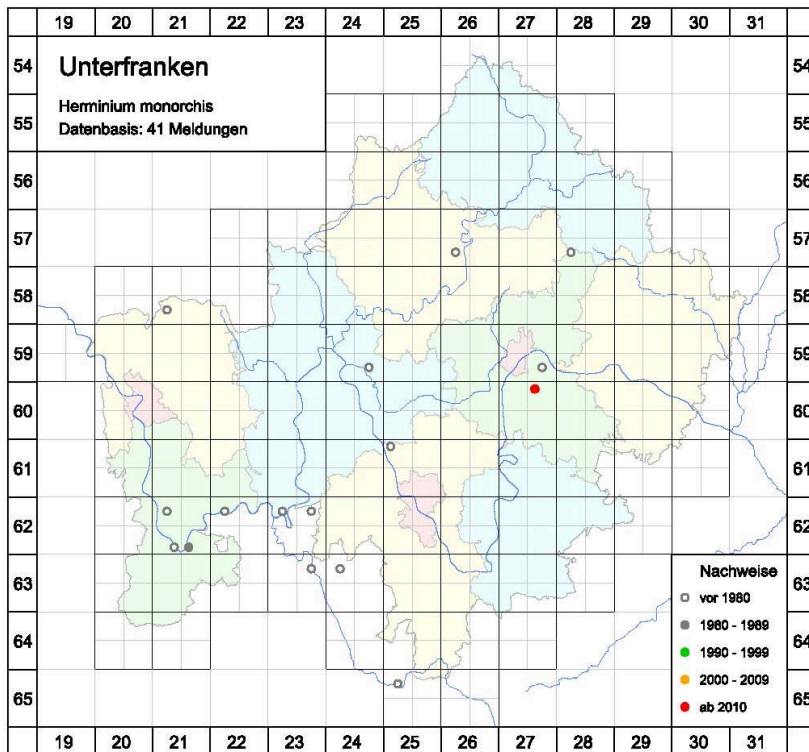 19 20 21 22 23 24 25 26 27 28 29 30 31
54 54
Unterfranken
Herminium monorchis
Datenbasis: 41 Meldungen
55 55
56 56
57 57
58 58
59 59
60 60
61 61
62 62
63 63
64 64
65 65
Nachweise
vor 1980
1980 - 1989
1990 - 1999
2000 - 2009
ab 2010
19 20 21 22 23 24 25 26 27 28 29 30 31